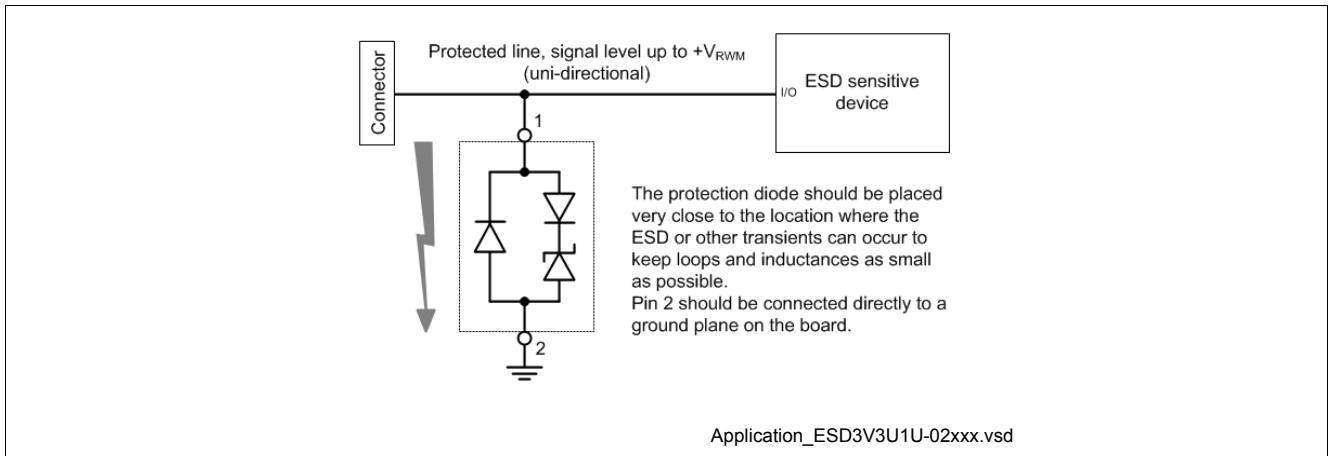 Connector
Protected line, signal level up to +VRWM
(uni-directional)
I/O
ESD sensitive
device
1
The protection diode should be placed
very close to the location where the
ESD or other transients can occur to
keep loops and inductances as small
as possible.
Pin 2 should be connected directly to a
ground plane on the board.
2
Application_ESD3V3U1U-02xxx.vsd